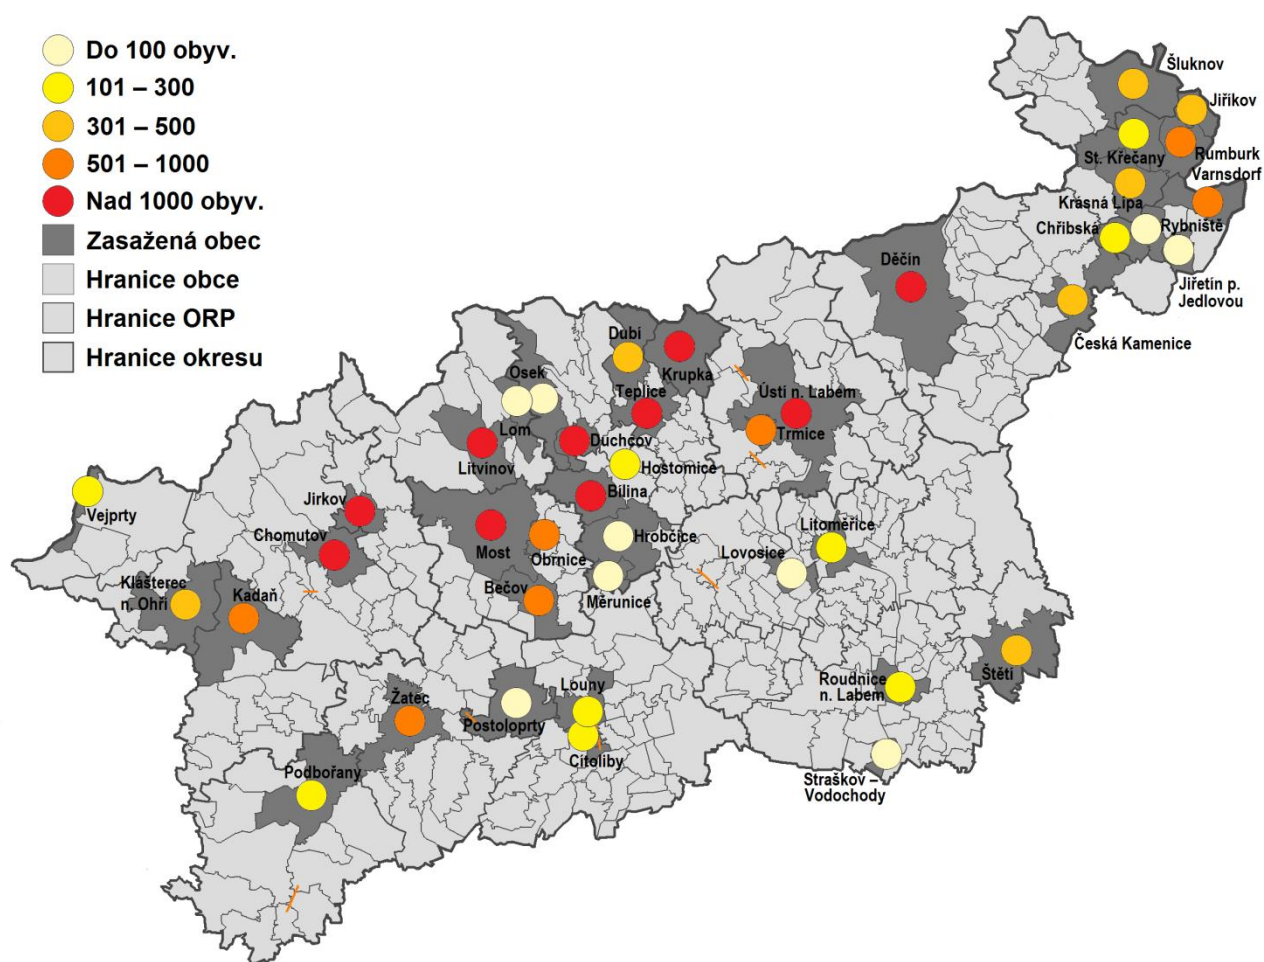 Do 100 obyv.
101 – 300
301 – 500
501 – 1000
Nad 1000 obyv.
Zasažená obec
Hranice obce
Hranice ORP
Hranice okresu
Šluknov
Jiříkov
St. Křečany
Rumburk
Varnsdorf
Krásná Lípa
Chřibská
Rybniště
Jiřetín p.
Jedlovou
Děčín
Česká Kamenice
Dubí
Krupka
Osek
Teplice
Ústí n. Labem
Trmice
Lom
Duchcov
Litvínov
Hostomice
Bílina
Vejprty
Jirkov
Chomutov
Most
Obrnice
Hrobčice
Litoměřice
Lovosice
Klášterec
n. Ohří
Kadaň
Bečov
Měrunice
Štětí
Roudnice
n. Labem
Louny
Žatec
Postoloprty
Citoliby
Podbořany
Straškov –
Vodochody